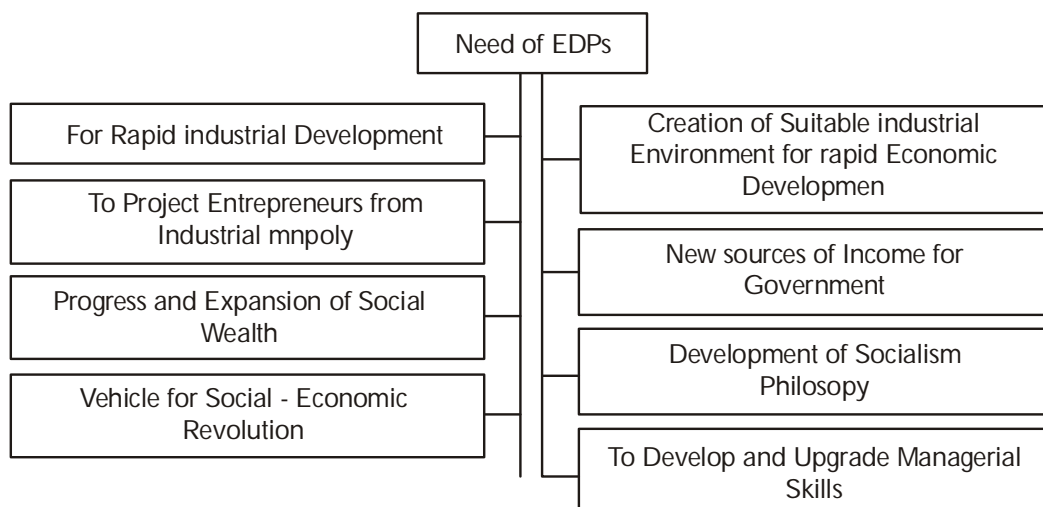 Need of EDPs
For Rapid industrial Development
To Project Entrepreneurs from
Industrial mnpoly
Progress and Expansion of Social
Wealth
Vehicle for Social - Economic
Revolution
Creation of Suitable industrial
Environment for rapid Economic
Developmen
New sources of Income for
Government
Development of Socialism
Philosopy
To Develop and Upgrade Managerial
Skills